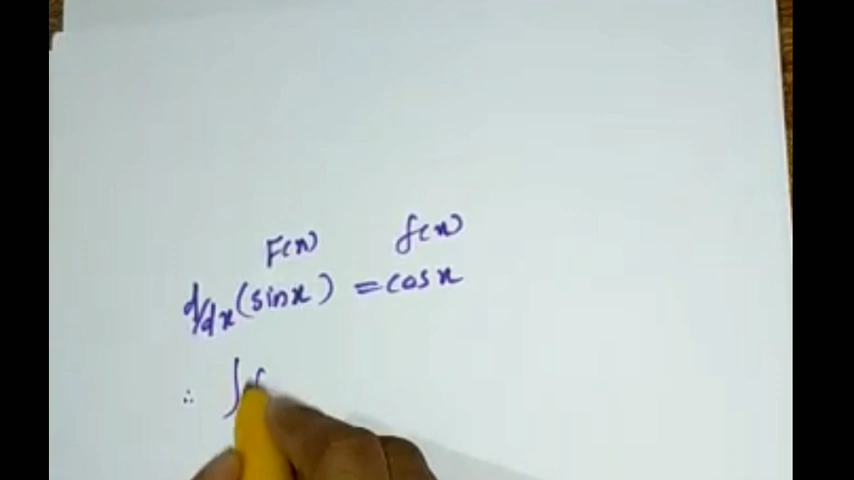 F(x) f(x)
d/dx (sinx) = cosx
∴ ∫